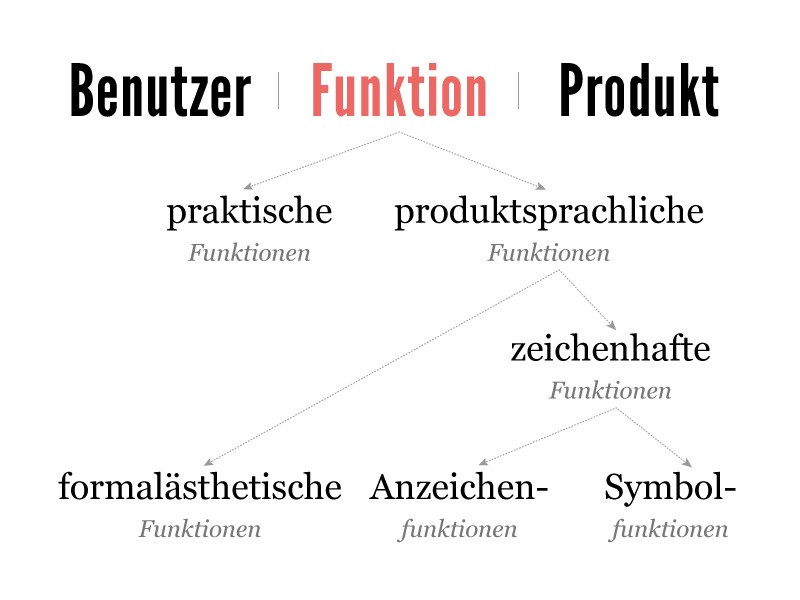 Benutzer Funktion Produkt
praktische produktsprachliche
Funktionen Funktionen
zeichenhafte
Funktionen
formalästhetische Anzeichen- Symbol-
Funktionen funktionen funktionen